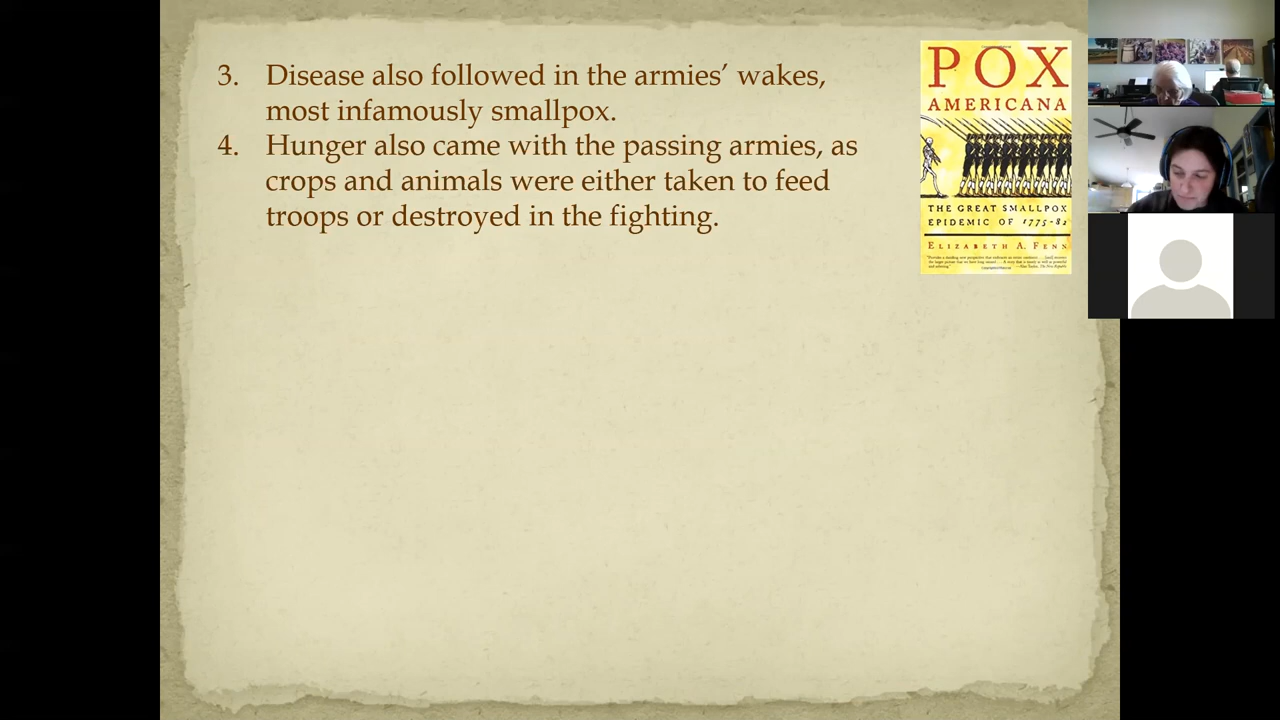 3. Disease also followed in the armies’ wakes,
most infamously smallpox.
4. Hunger also came with the passing armies, as
crops and animals were either taken to feed
troops or destroyed in the fighting.
POX
AMERICANA
THE GREAT SMALLPOX
EPIDEMIC OF 1775-82
ELIZABETH A. FENN